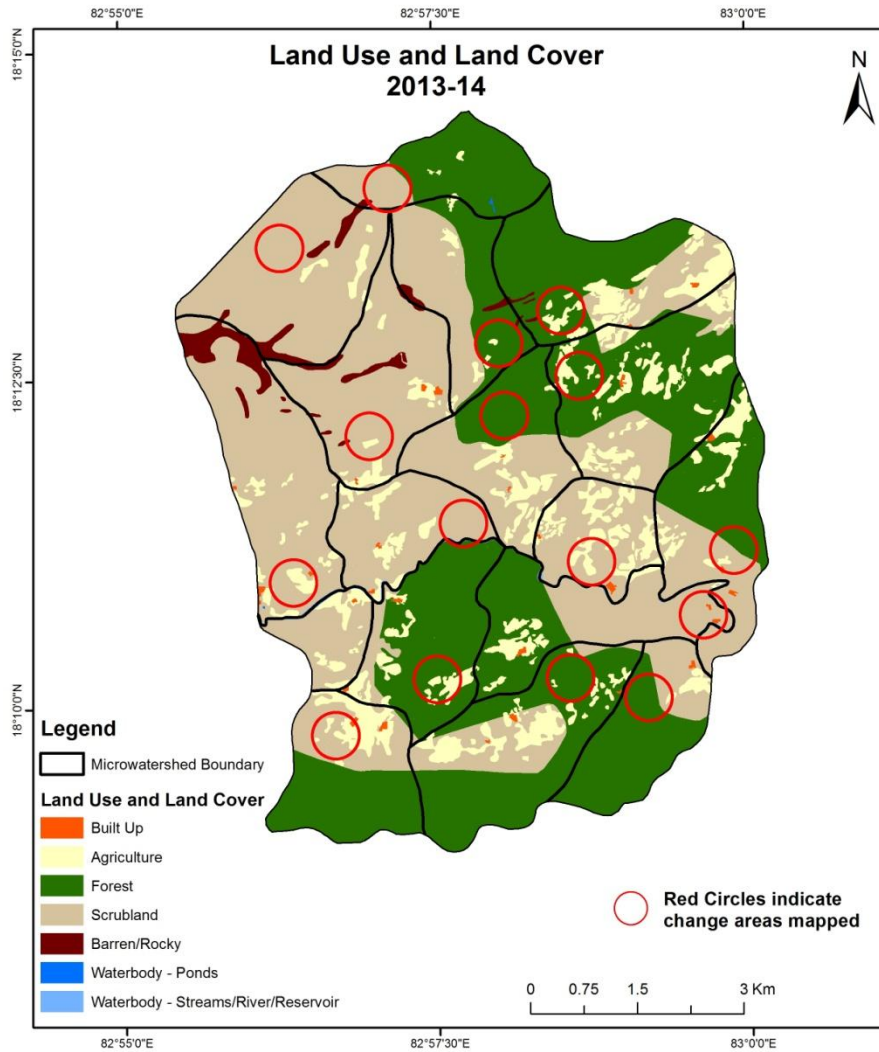 82°55'0"E
82°57'30"E
83°0'0"E
18°15'0"N
Land Use and Land Cover
2013-14
N
18°12'30"N
18°10'0"N
Legend
Microwatershed Boundary
Land Use and Land Cover
Built Up
Agriculture
Forest
Scrubland
Barren/Rocky
Waterbody - Ponds
Waterbody - Streams/River/Reservoir
Red Circles indicate
change areas mapped
0 0.75 1.5 3 Km
82°55'0"E
82°57'30"E
83°0'0"E